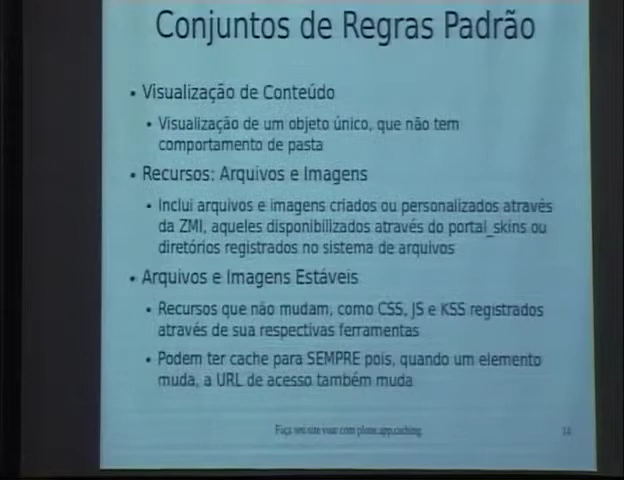 Conjuntos de Regras Padrão
• Visualização de Conteúdo
• Visualização de um objeto único, que não tem
comportamento de pasta
• Recursos: Arquivos e Imagens
• Inclui arquivos e imagens criados ou personalizados através
da ZMI, aqueles disponibilizados através do portal_skins ou
diretórios registrados no sistema de arquivos
• Arquivos e Imagens Estáveis
• Recursos que não mudam, como CSS, JS e KSS registrados
através de sua respectivas ferramentas
• Podem ter cache para SEMPRE pois, quando um elemento
muda, a URL de acesso também muda
Faça seu site voar com plone.app.caching